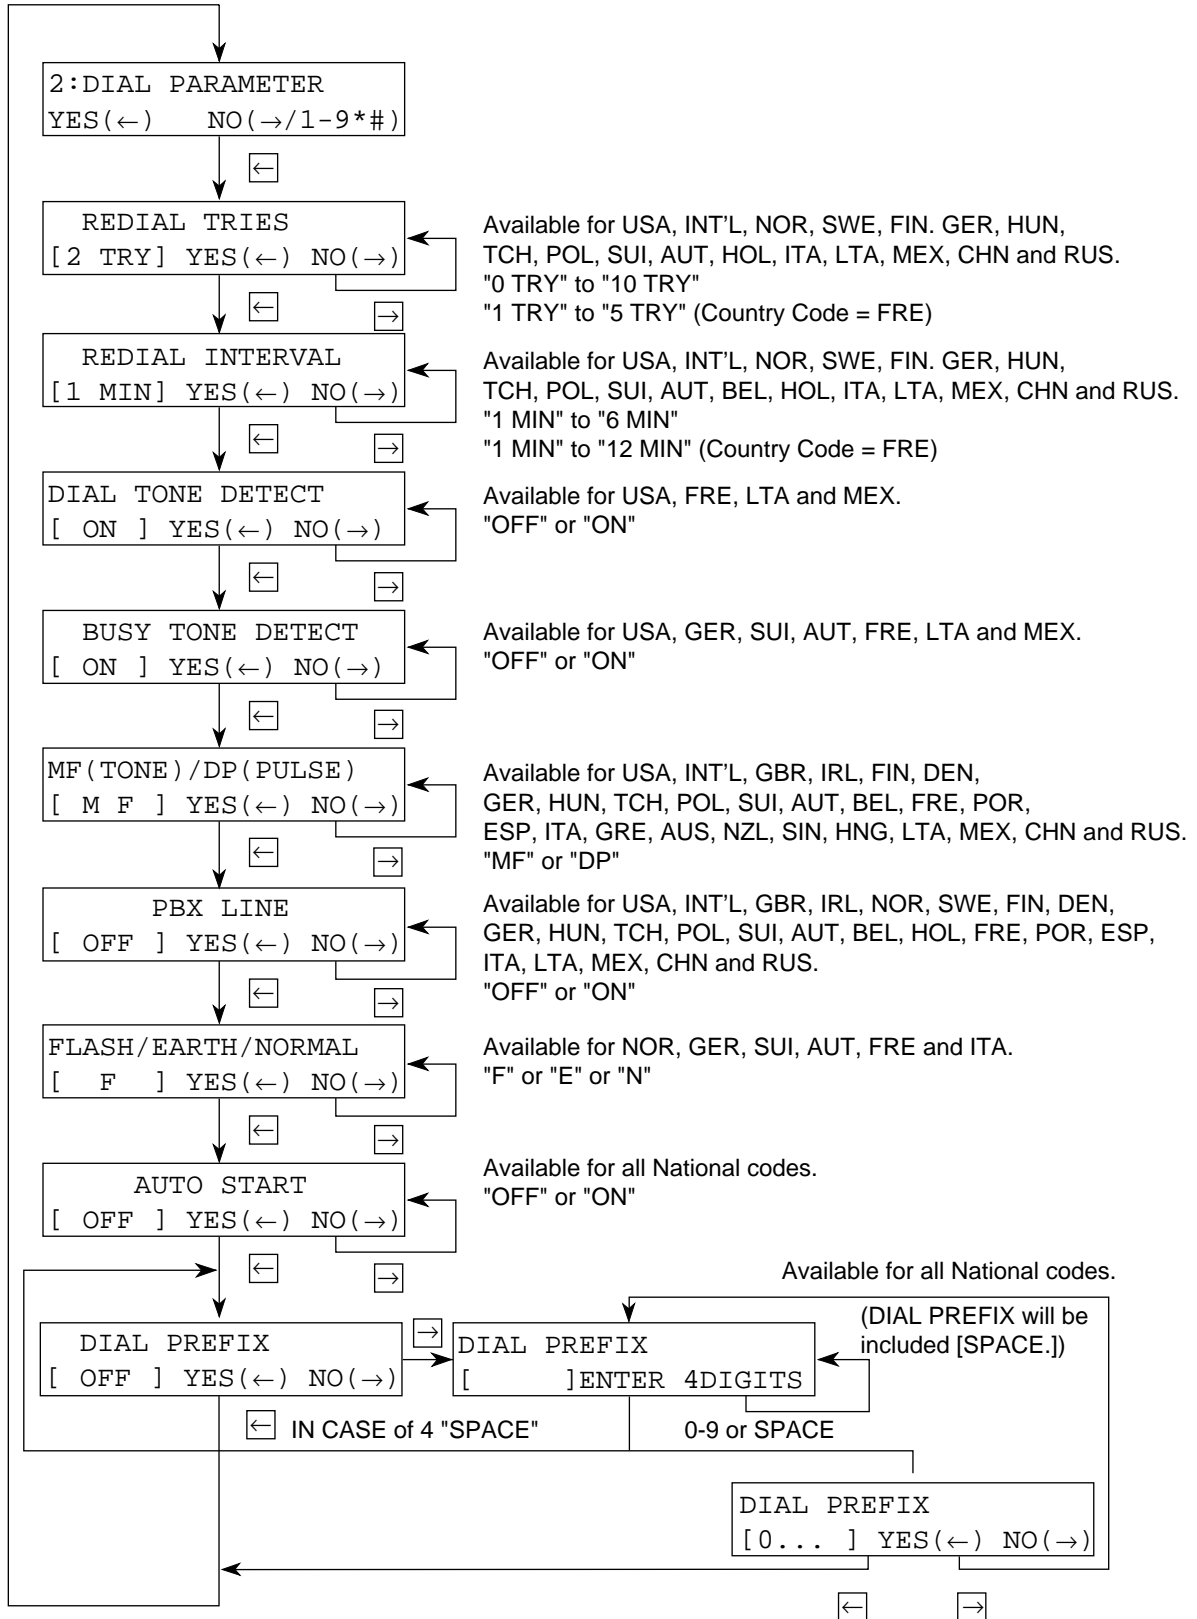 2:DIAL PARAMETER
YES(←) NO(→/1-9*#)
←
REDIAL TRIES
[2 TRY] YES(←) NO(→)
Available for USA, INT'L, NOR, SWE, FIN. GER, HUN,
TCH, POL, SUI, AUT, HOL, ITA, LTA, MEX, CHN and RUS.
"0 TRY" to "10 TRY"
"1 TRY" to "5 TRY" (Country Code = FRE)
←
→
REDIAL INTERVAL
[1 MIN] YES(←) NO(→)
Available for USA, INT'L, NOR, SWE, FIN. GER, HUN,
TCH, POL, SUI, AUT, BEL, HOL, ITA, LTA, MEX, CHN and RUS.
"1 MIN" to "6 MIN"
"1 MIN" to "12 MIN" (Country Code = FRE)
←
→
DIAL TONE DETECT
[ ON ] YES(←) NO(→)
Available for USA, FRE, LTA and MEX.
"OFF" or "ON"
←
→
BUSY TONE DETECT
[ ON ] YES(←) NO(→)
Available for USA, GER, SUI, AUT, FRE, LTA and MEX.
"OFF" or "ON"
←
→
MF(TONE)/DP(PULSE)
[ M F ] YES(←) NO(→)
Available for USA, INT'L, GBR, IRL, FIN, DEN,
GER, HUN, TCH, POL, SUI, AUT, BEL, FRE, POR,
ESP, ITA, GRE, AUS, NZL, SIN, HNG, LTA, MEX, CHN and RUS.
"MF" or "DP"
←
→
PBX LINE
[ OFF ] YES(←) NO(→)
Available for USA, INT'L, GBR, IRL, NOR, SWE, FIN, DEN,
GER, HUN, TCH, POL, SUI, AUT, BEL, HOL, FRE, POR, ESP,
ITA, LTA, MEX, CHN and RUS.
"OFF" or "ON"
←
→
FLASH/EARTH/NORMAL
[ F ] YES(←) NO(→)
Available for NOR, GER, SUI, AUT, FRE and ITA.
"F" or "E" or "N"
←
→
AUTO START
[ OFF ] YES(←) NO(→)
Available for all National codes.
"OFF" or "ON"
←
→
Available for all National codes.
DIAL PREFIX
[ OFF ] YES(←) NO(→)
→
DIAL PREFIX
[ ]ENTER 4DIGITS
(DIAL PREFIX will be
included [SPACE.])
← IN CASE of 4 "SPACE"
0-9 or SPACE
DIAL PREFIX
[0... ] YES(←) NO(→)
←
→